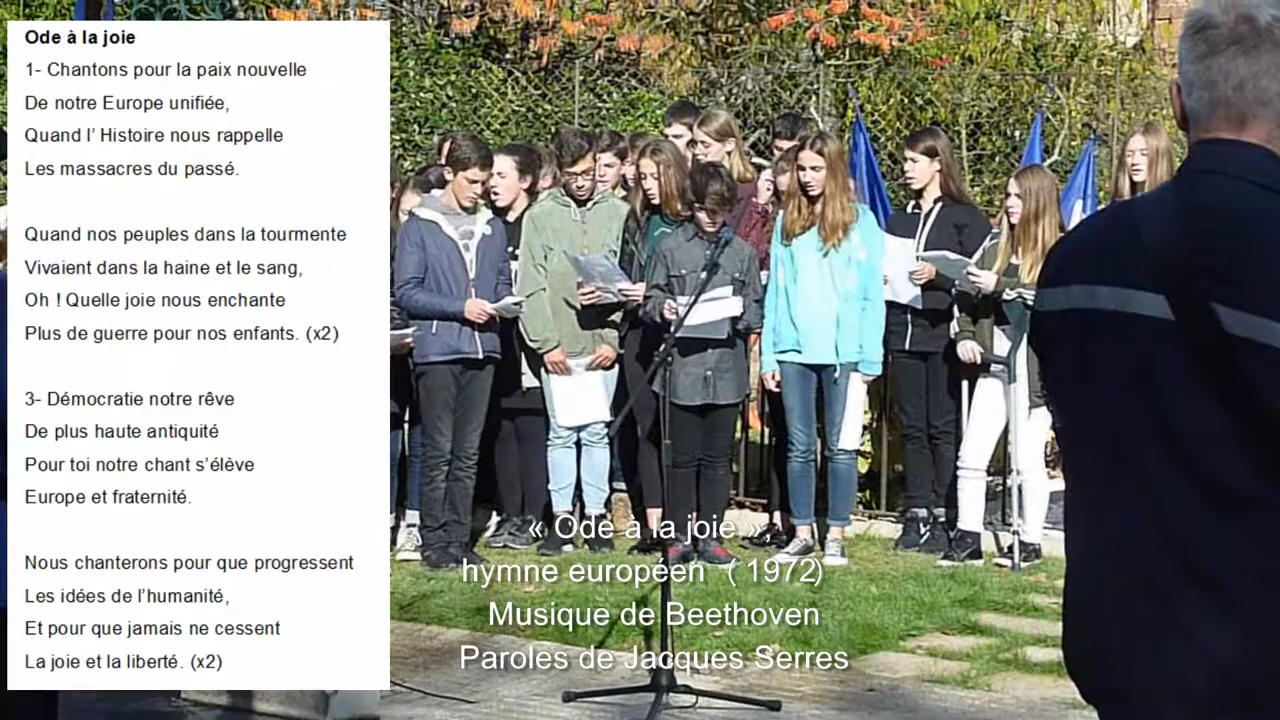 Ode à la joie
1- Chantons pour la paix nouvelle
De notre Europe unifiée,
Quand l' Histoire nous rappelle
Les massacres du passé.
Quand nos peuples dans la tourmente
Vivaient dans la haine et le sang,
Oh ! Quelle joie nous enchante
Plus de guerre pour nos enfants. (x2)
3- Démocratie notre rêve
De plus haute antiquité
Pour toi notre chant s'élève
Europe et fraternité.
Nous chanterons pour que progressent
Les idées de l'humanité,
Et pour que jamais ne cessent
La joie et la liberté. (x2)
« Ode à la joie »,
hymne européen ( 1972)
Musique de Beethoven
Paroles de Jacques Serres